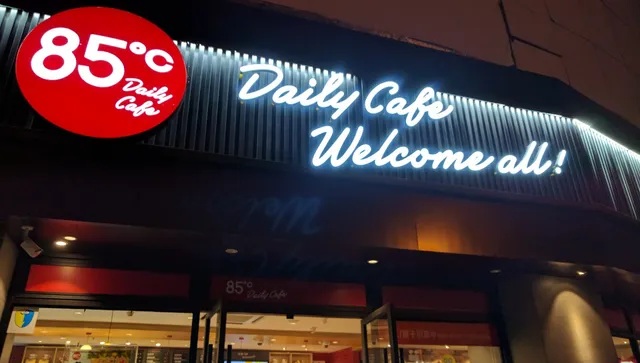 85°C
Daily
Cafe
Daily Cafe
Welcome all!
85°C
Daily Cafe